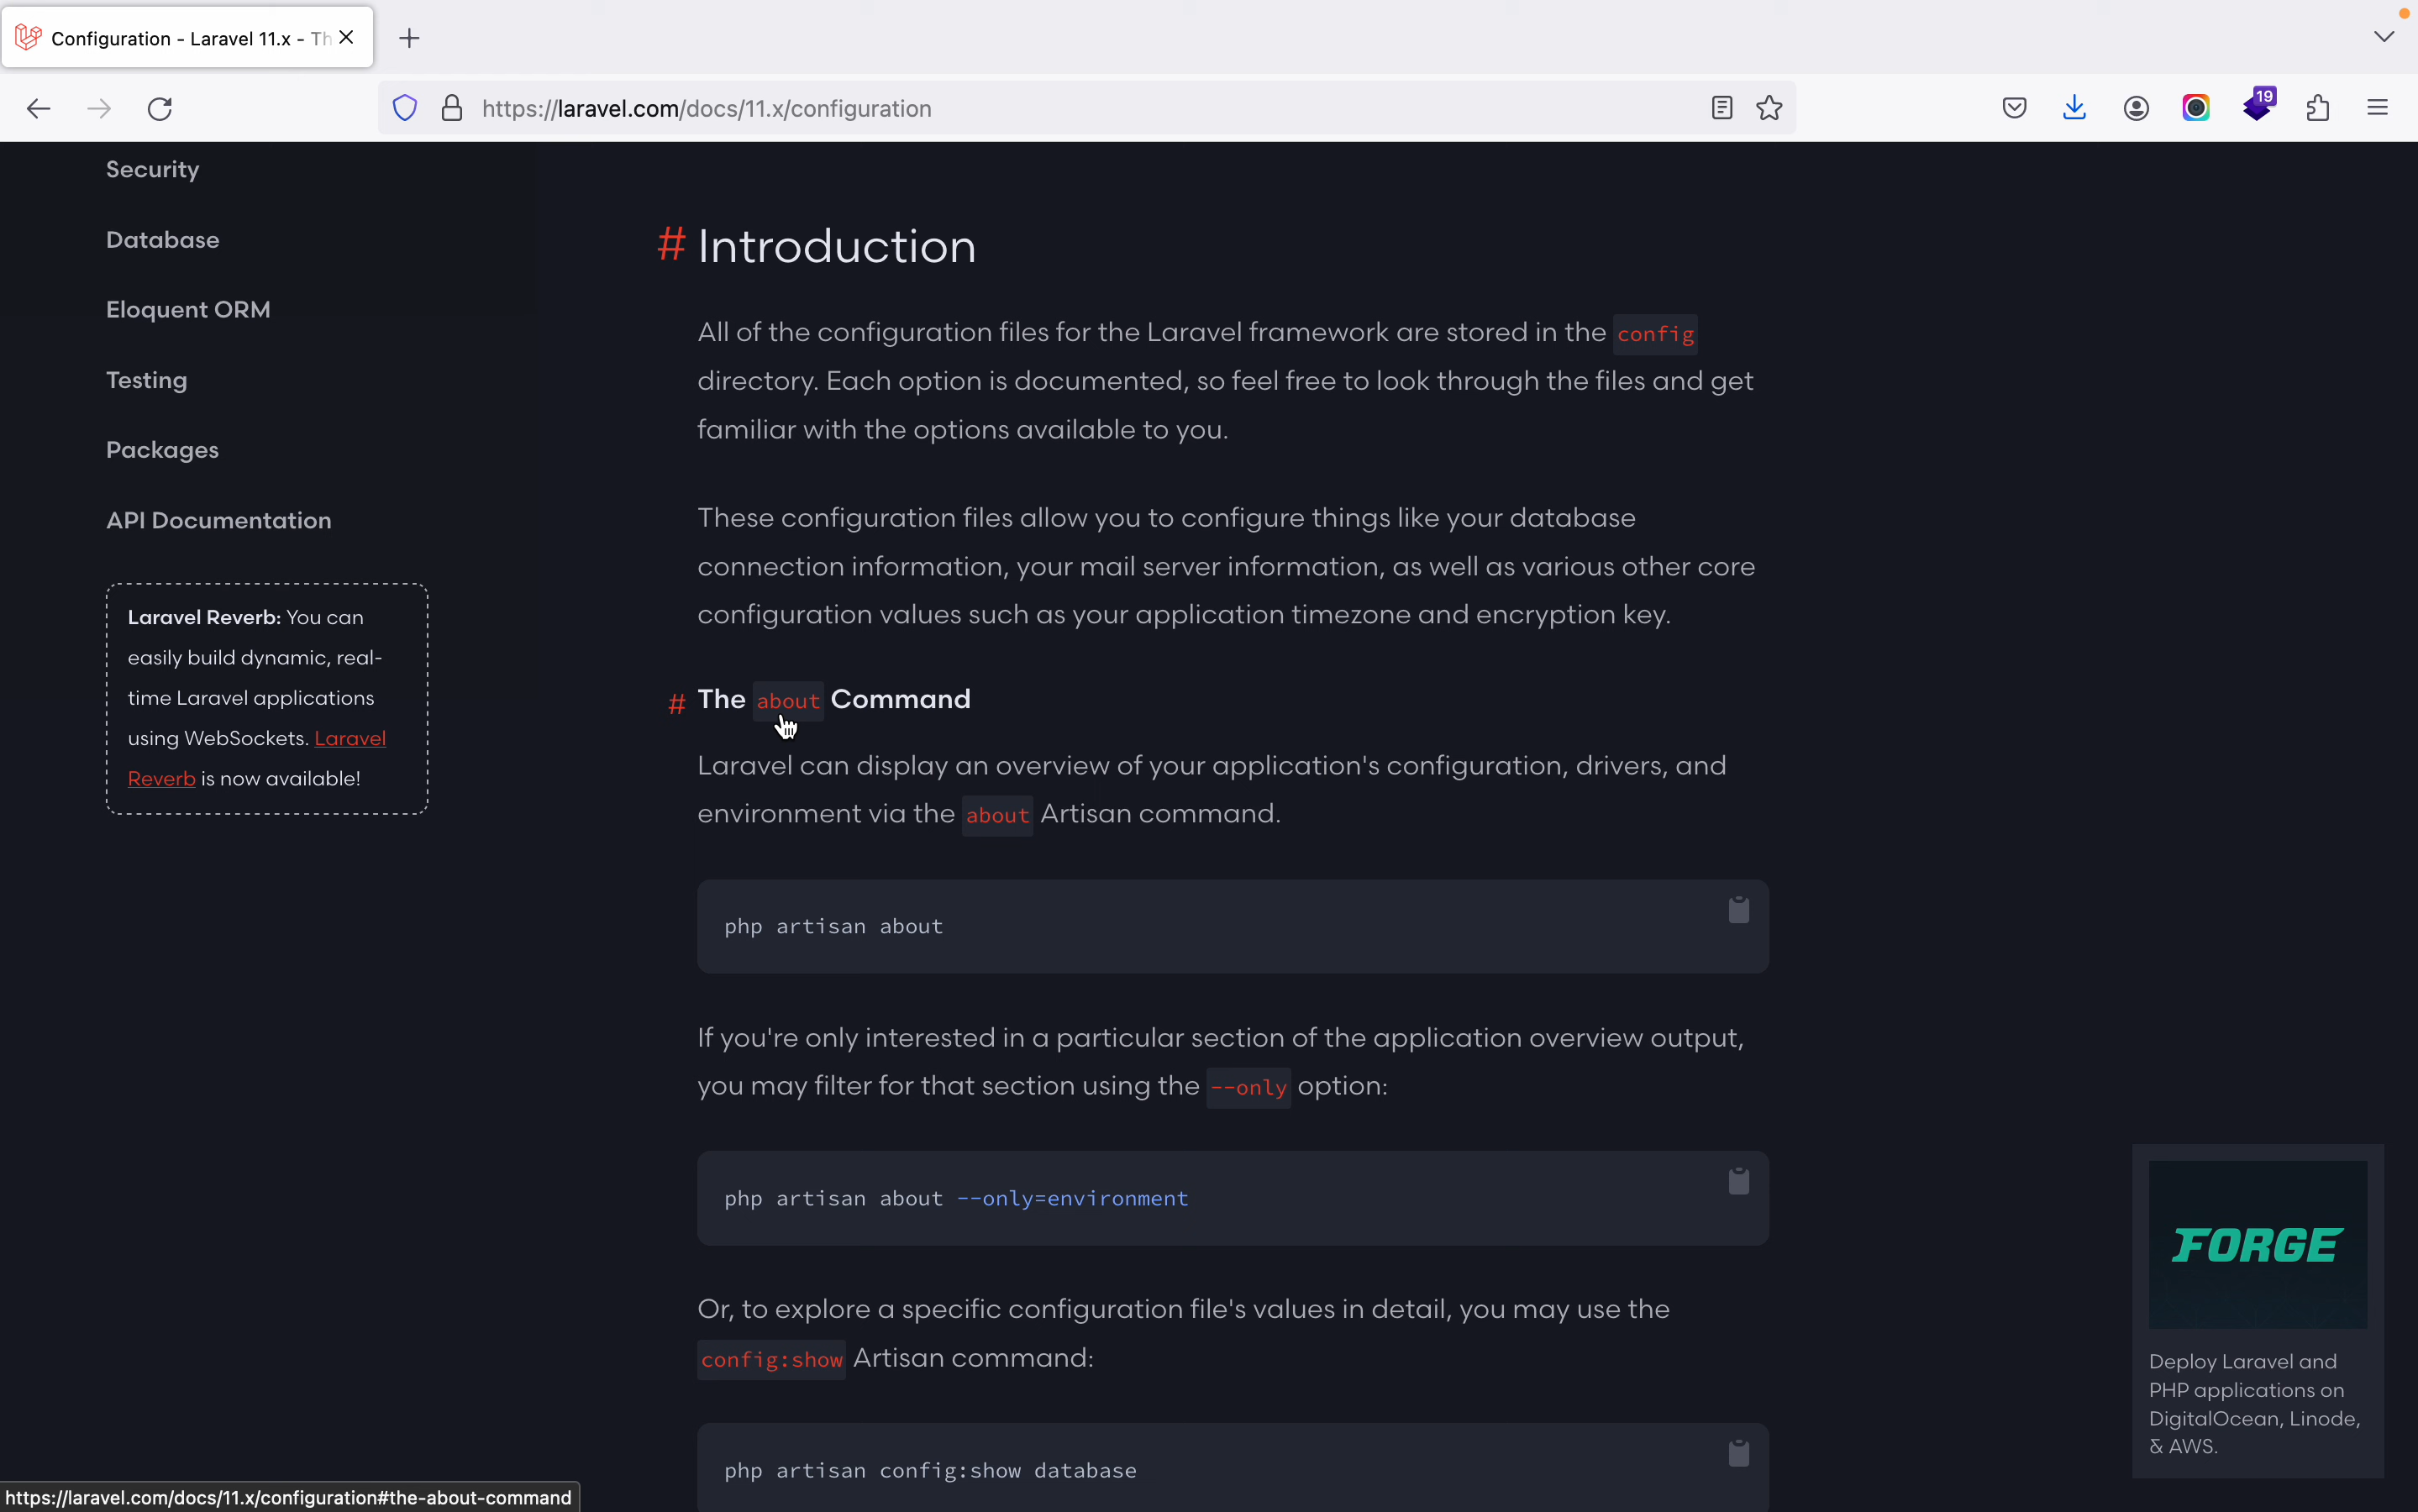 Configuration - Laravel 11.x - Th
https://laravel.com/docs/11.x/configuration
19
Security
Database
Eloquent ORM
Testing
Packages
API Documentation
Laravel Reverb: You can
easily build dynamic, real-
time Laravel applications
using WebSockets. Laravel
Reverb is now available!
# Introduction
All of the configuration files for the Laravel framework are stored in the config
directory. Each option is documented, so feel free to look through the files and get
familiar with the options available to you.
These configuration files allow you to configure things like your database
connection information, your mail server information, as well as various other core
configuration values such as your application timezone and encryption key.
# The about Command
Laravel can display an overview of your application's configuration, drivers, and
environment via the about Artisan command.
php artisan about
If you're only interested in a particular section of the application overview output,
you may filter for that section using the --only option:
php artisan about --only=environment
Or, to explore a specific configuration file's values in detail, you may use the
config:show Artisan command:
php artisan config:show database
FORGE
Deploy Laravel and
PHP applications on
DigitalOcean, Linode,
& AWS.
https://laravel.com/docs/11.x/configuration#the-about-command